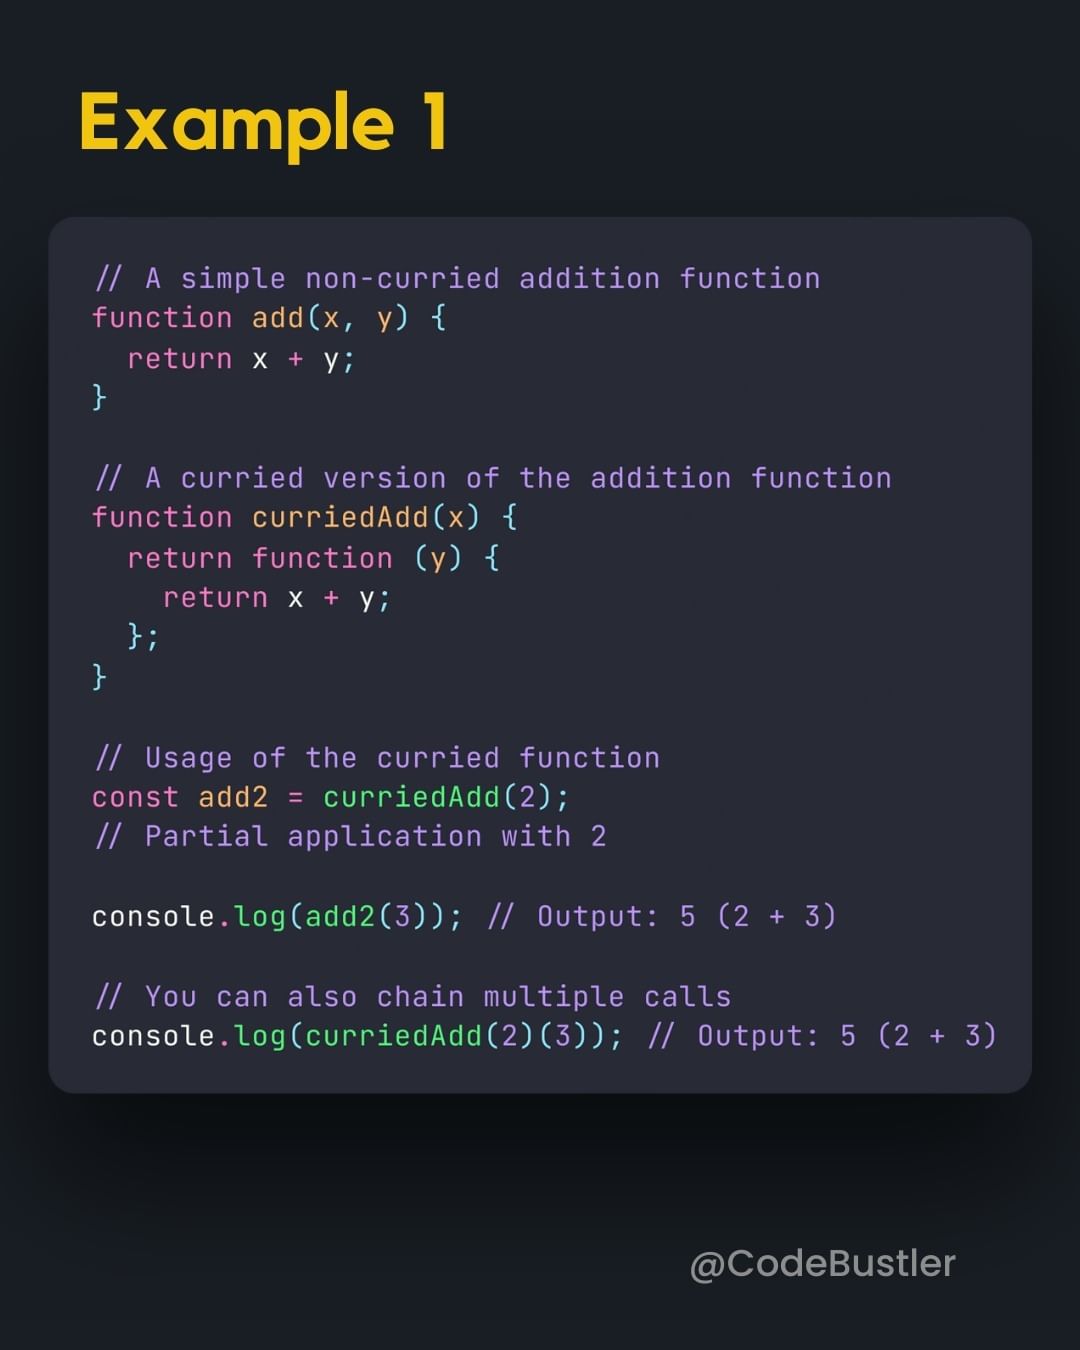 Example 1
// A simple non-curried addition function
function add(x, y) {
  return x + y;
}
// A curried version of the addition function
function curriedAdd(x) {
  return function (y) {
    return x + y;
  };
}
// Usage of the curried function
const add2 = curriedAdd(2);
// Partial application with 2
console.log(add2(3)); // Output: 5 (2 + 3)
// You can also chain multiple calls
console.log(curriedAdd(2)(3)); // Output: 5 (2 + 3)
@CodeBustler